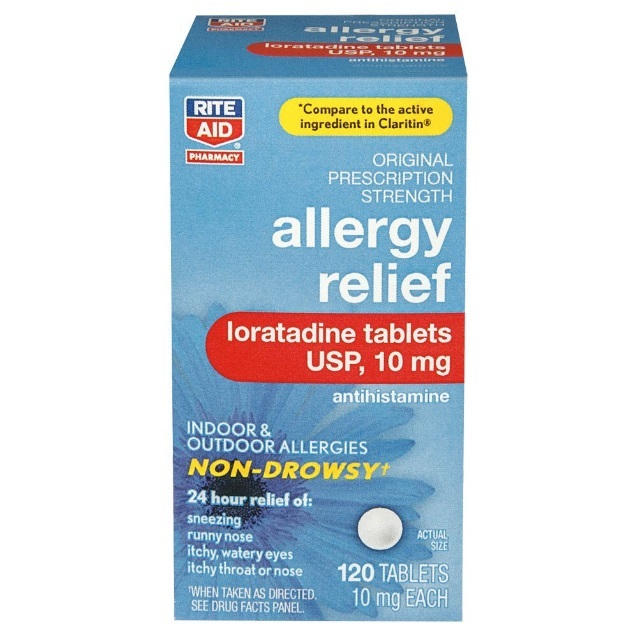 RITE
AID
PHARMACY
ORIGINAL
PRESCRIPTION
STRENGTH
allergy
relief
loratadine tablets
USP, 10 mg
antihistamine
RITE
AID®
PHARMACY
*Compare to the active
ingredient in Claritin®
ORIGINAL
PRESCRIPTION
STRENGTH
allergy
relief
loratadine tablets
USP, 10 mg
antihistamine
INDOOR &
OUTDOOR ALLERGIES
NON-DROWSY†
24 hour relief of:
sneezing
runny nose
itchy, watery eyes
itchy throat or nose
ACTUAL
SIZE
120 TABLETS
10 mg EACH
†WHEN TAKEN AS DIRECTED.
SEE DRUG FACTS PANEL.